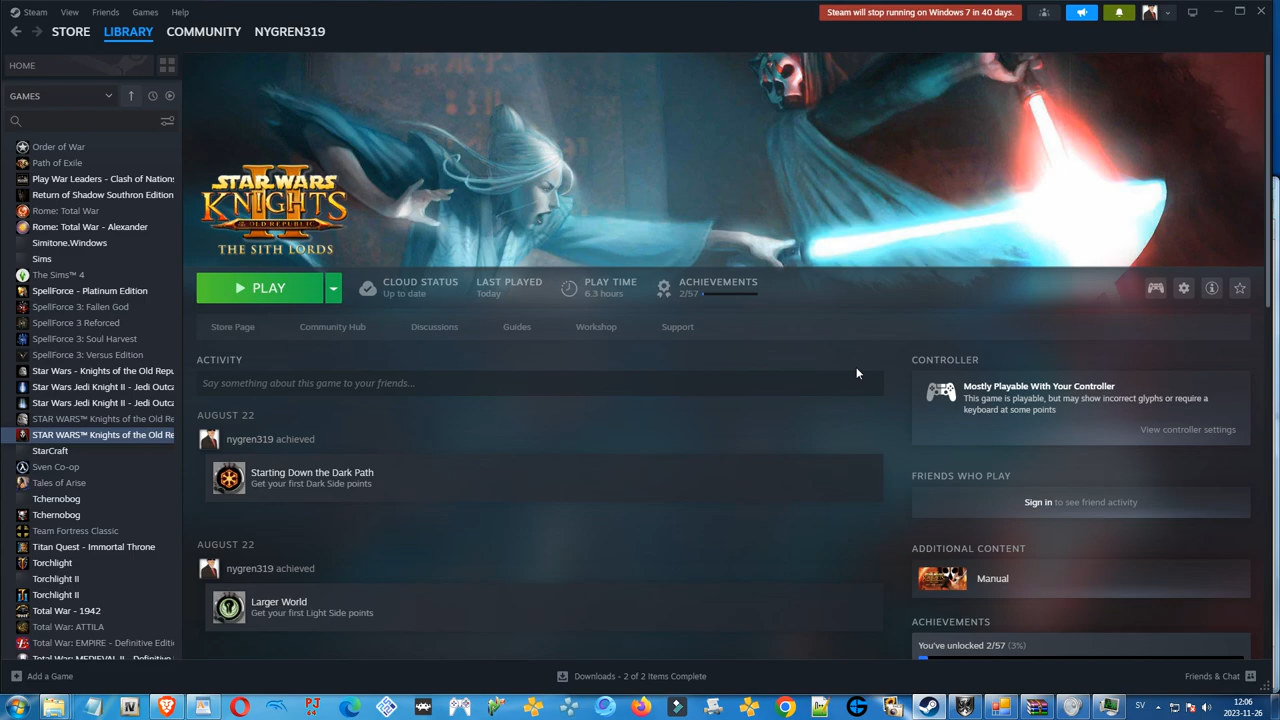 Steam View Friends Games Help
Steam will stop running on Windows 7 in 40 days.
STORE LIBRARY COMMUNITY NYGREN319
HOME
GAMES
Order of War
Path of Exile
Play War Leaders - Clash of Nations
Return of Shadow Southron Edition
Rome: Total War
Rome: Total War - Alexander
Simitone.Windows
Sims
The Sims™ 4
SpellForce - Platinum Edition
SpellForce 3: Fallen God
SpellForce 3 Reforced
SpellForce 3: Soul Harvest
SpellForce 3: Versus Edition
Star Wars - Knights of the Old Repu
Star Wars Jedi Knight II - Jedi Outca
Star Wars Jedi Knight II - Jedi Outca
STAR WARS™ Knights of the Old Re
STAR WARS™ Knights of the Old Re
StarCraft
Sven Co-op
Tales of Arise
Tchernobog
Tchernobog
Team Fortress Classic
Titan Quest - Immortal Throne
Torchlight
Torchlight II
Torchlight II
Total War - 1942
Total War: ATTILA
Total War: EMPIRE - Definitive Editi
Total War: MEDIEVAL II - Definitive
STAR WARS
KNIGHTS
II
OF THE OLD REPUBLIC
THE SITH LORDS
PLAY
CLOUD STATUS
Up to date
LAST PLAYED
Today
PLAY TIME
6.3 hours
ACHIEVEMENTS
2/57
Store Page Community Hub Discussions Guides Workshop Support
ACTIVITY
Say something about this game to your friends...
AUGUST 22
nygren319 achieved
Starting Down the Dark Path
Get your first Dark Side points
AUGUST 22
nygren319 achieved
Larger World
Get your first Light Side points
CONTROLLER
Mostly Playable With Your Controller
This game is playable, but may show incorrect glyphs or require a
keyboard at some points
View controller settings
FRIENDS WHO PLAY
Sign in to see friend activity
ADDITIONAL CONTENT
Manual
ACHIEVEMENTS
You've unlocked 2/57 (3%)
Add a Game
Downloads - 2 of 2 Items Complete
Friends & Chat
SV
12:06
2023-11-26